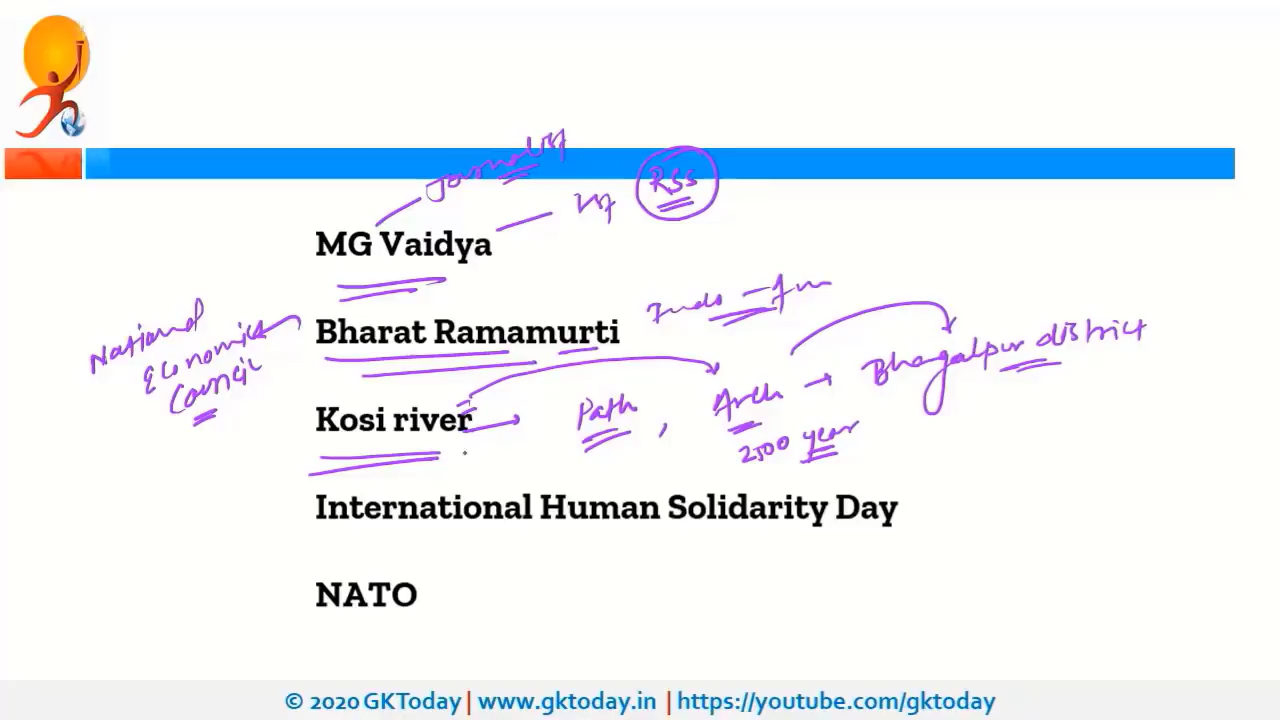 Journalist
RSS
MG Vaidya
National
Economics
Council
Bharat Ramamurti
Indo - Am
Kosi river
Path , Arch → Bhagalpur district
2500 year
International Human Solidarity Day
NATO
© 2020 GKToday | www.gktoday.in | https://youtube.com/gktoday